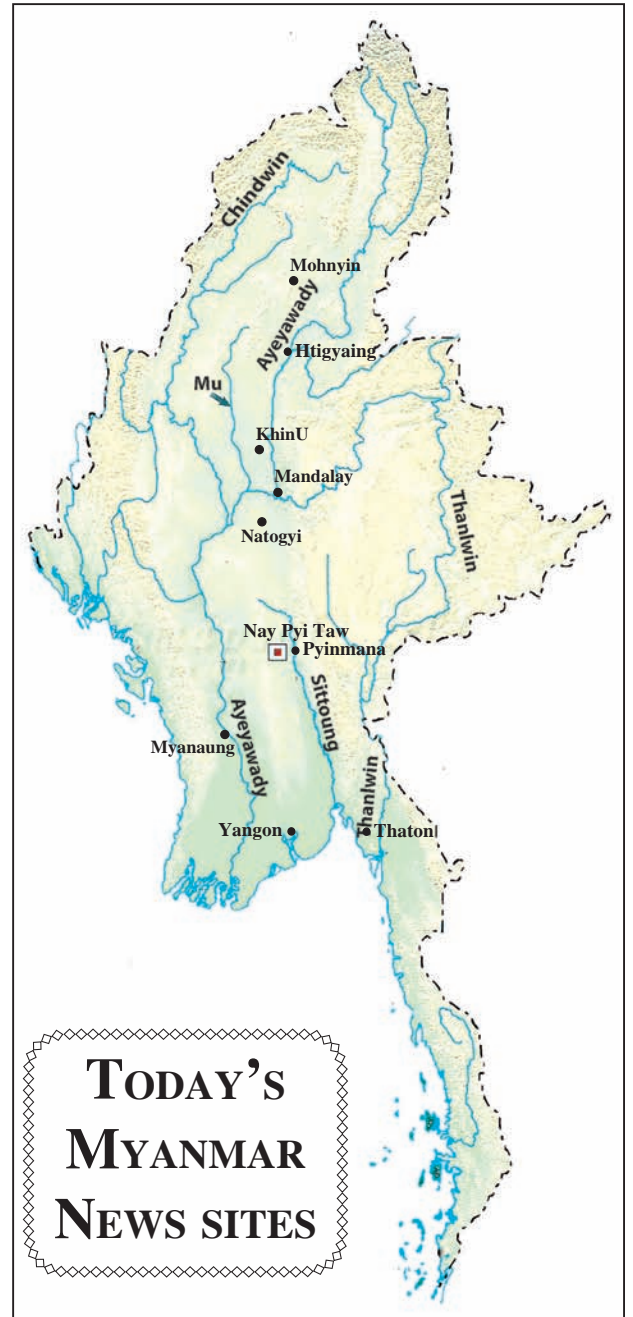 Chindwin
Mohnyin
Ayeyawady
Htigyaing
Mu
KhinU
Mandalay
Thanlwin
Natogyi
Nay Pyi Taw
Pyinmana
Sittoung
Ayeyawady
Myanaung
Thanlwin
Yangon
Thaton
TODAY'S
MYANMAR
NEWS SITES